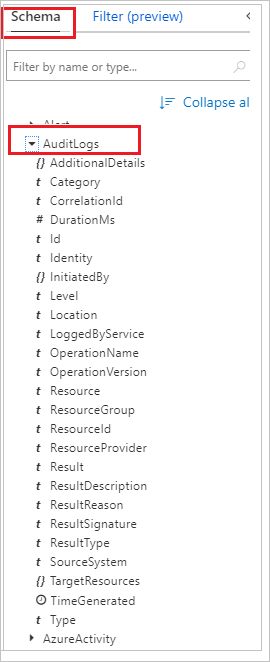 Schema Filter (preview)
Filter by name or type...
Collapse al
Alert
AuditLogs
{} AdditionalDetails
t Category
t CorrelationId
# DurationMs
t Id
t Identity
{} InitiatedBy
t Level
t Location
t LoggedByService
t OperationName
t OperationVersion
t Resource
t ResourceGroup
t ResourceId
t ResourceProvider
t Result
t ResultDescription
t ResultReason
t ResultSignature
t ResultType
t SourceSystem
{} TargetResources
TimeGenerated
t Type
AzureActivity